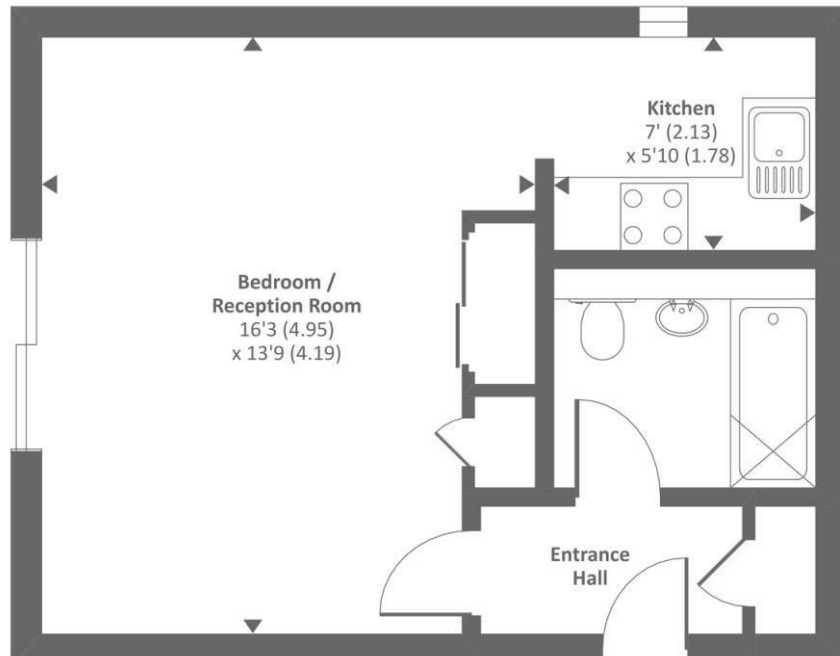 Kitchen
7' (2.13)
x 5'10 (1.78)
Bedroom /
Reception Room
16'3 (4.95)
x 13'9 (4.19)
Entrance
Hall